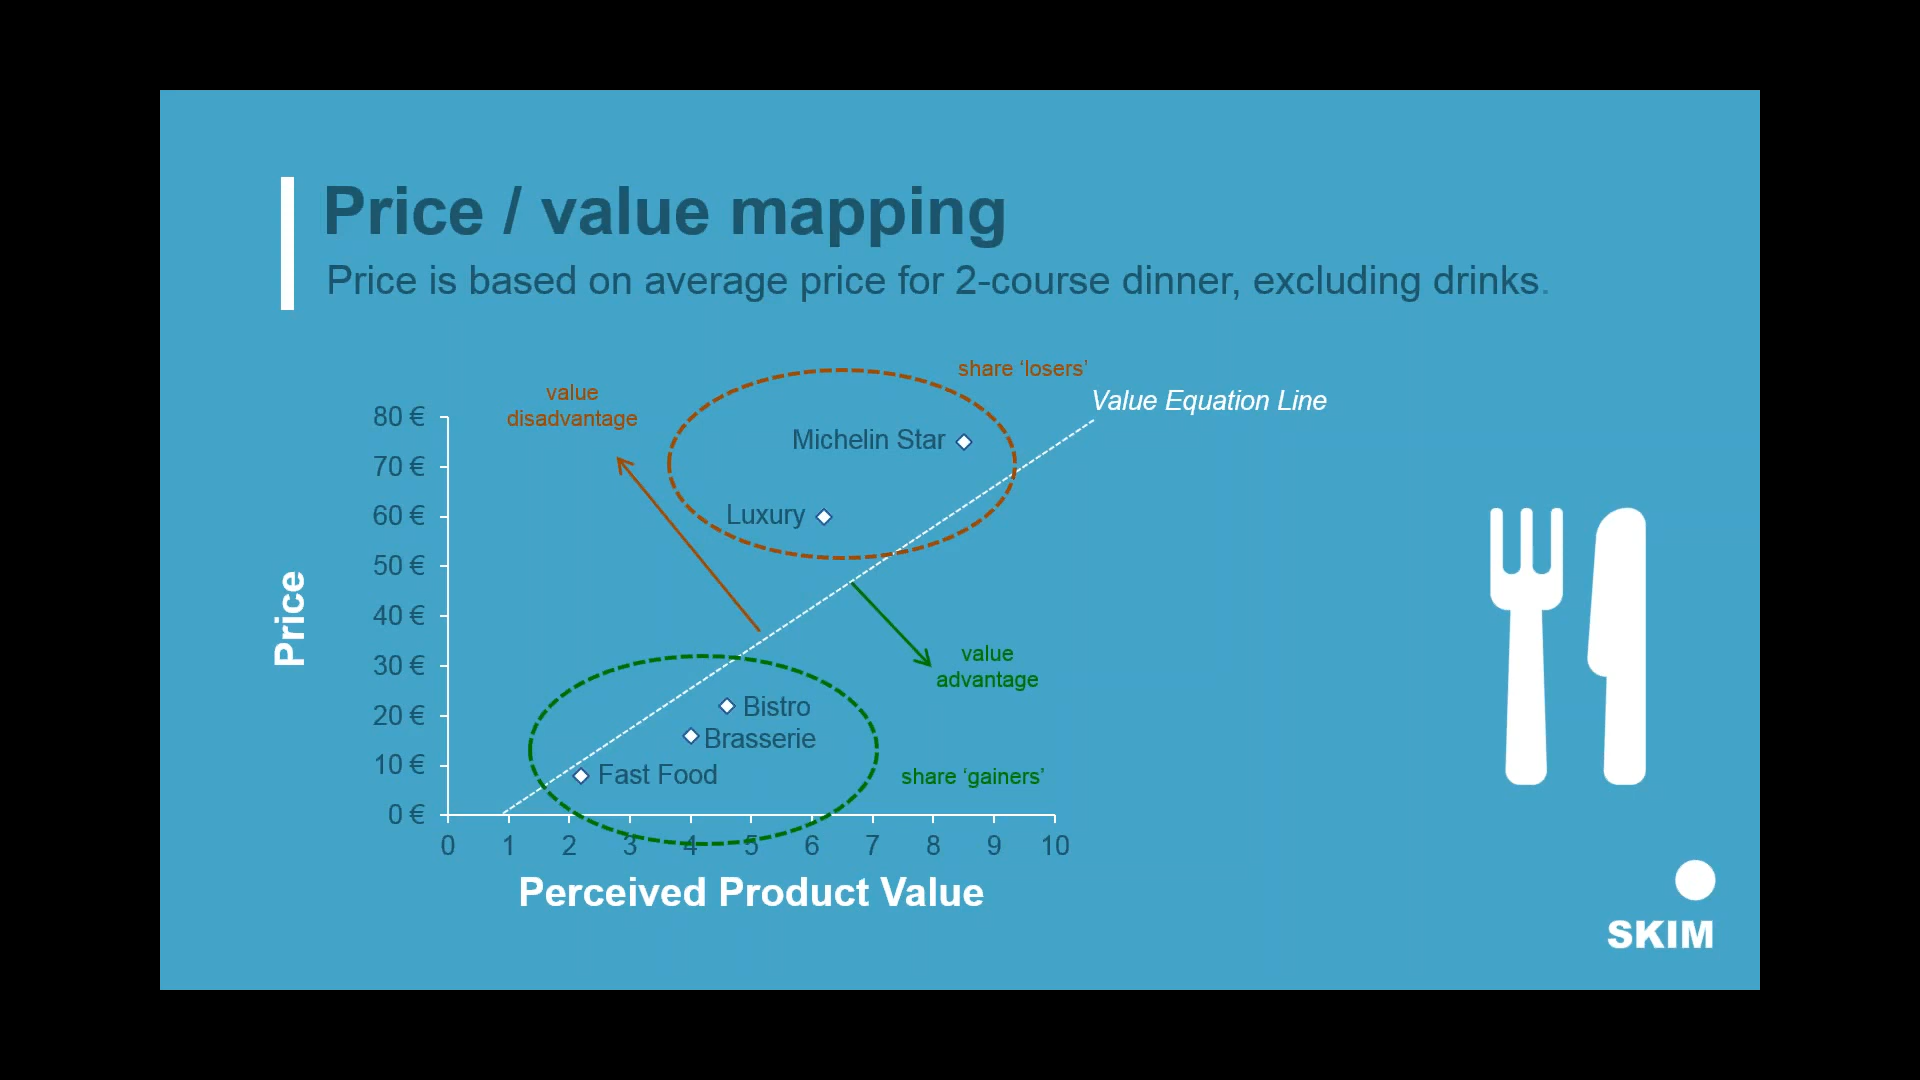 Price / value mapping
Price is based on average price for 2-course dinner, excluding drinks.
share ‘losers’
value
disadvantage
Value Equation Line
80 €
Michelin Star
70 €
60 €
Luxury
50 €
40 €
30 €
value
advantage
20 €
Bistro
Brasserie
10 €
Fast Food
share ‘gainers’
0 €
0 1 2 3 4 5 6 7 8 9 10
Price
Perceived Product Value
SKIM